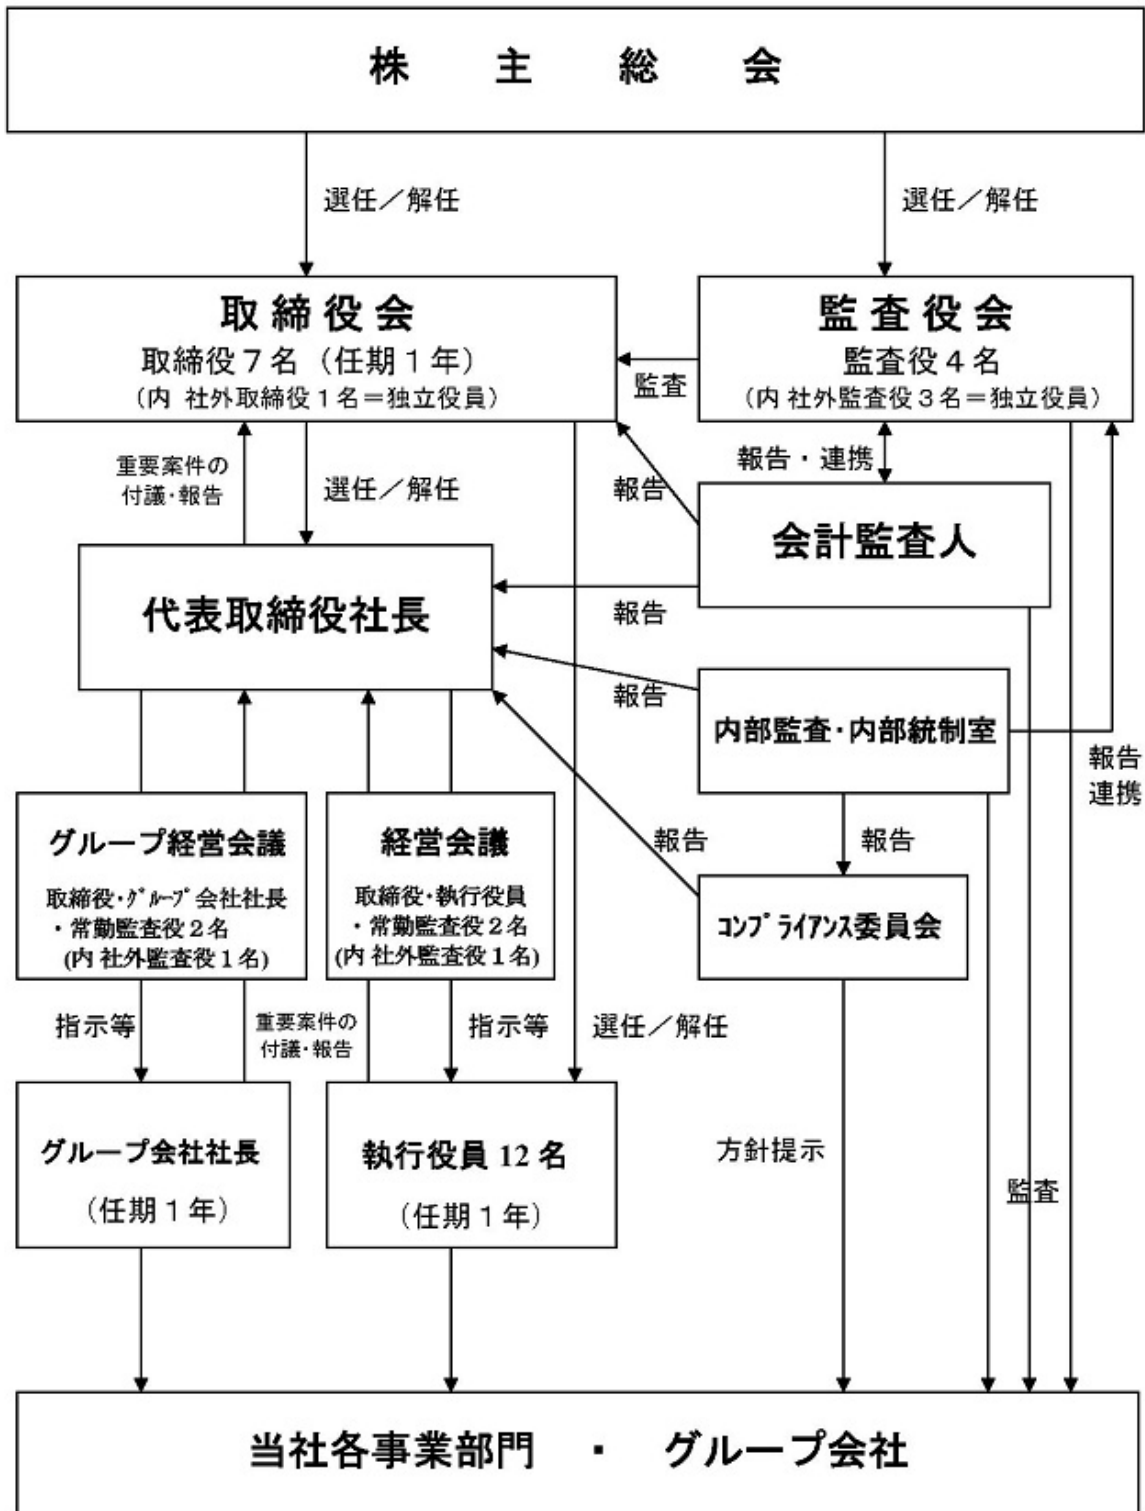 株　主　総　会
選任／解任
選任／解任
取締役会
取締役７名（任期１年）
（内 社外取締役１名＝独立役員）
監査役会
監査役４名
（内 社外監査役３名＝独立役員）
監査
重要案件の
付議・報告
選任／解任
報告
報告・連携
会計監査人
代表取締役社長
報告
報告
内部監査・内部統制室
報告
連携
グループ経営会議
取締役・ｸﾞﾙｰﾌﾟ会社社長
・常勤監査役２名
(内 社外監査役１名)
経営会議
取締役・執行役員
・常勤監査役２名
(内 社外監査役１名)
報告
報告
ｺﾝﾌﾟﾗｲｱﾝｽ委員会
指示等
重要案件の
付議・報告
指示等
選任／解任
グループ会社社長
（任期１年）
執行役員 12 名
（任期１年）
方針提示
監査
当社各事業部門　・　グループ会社